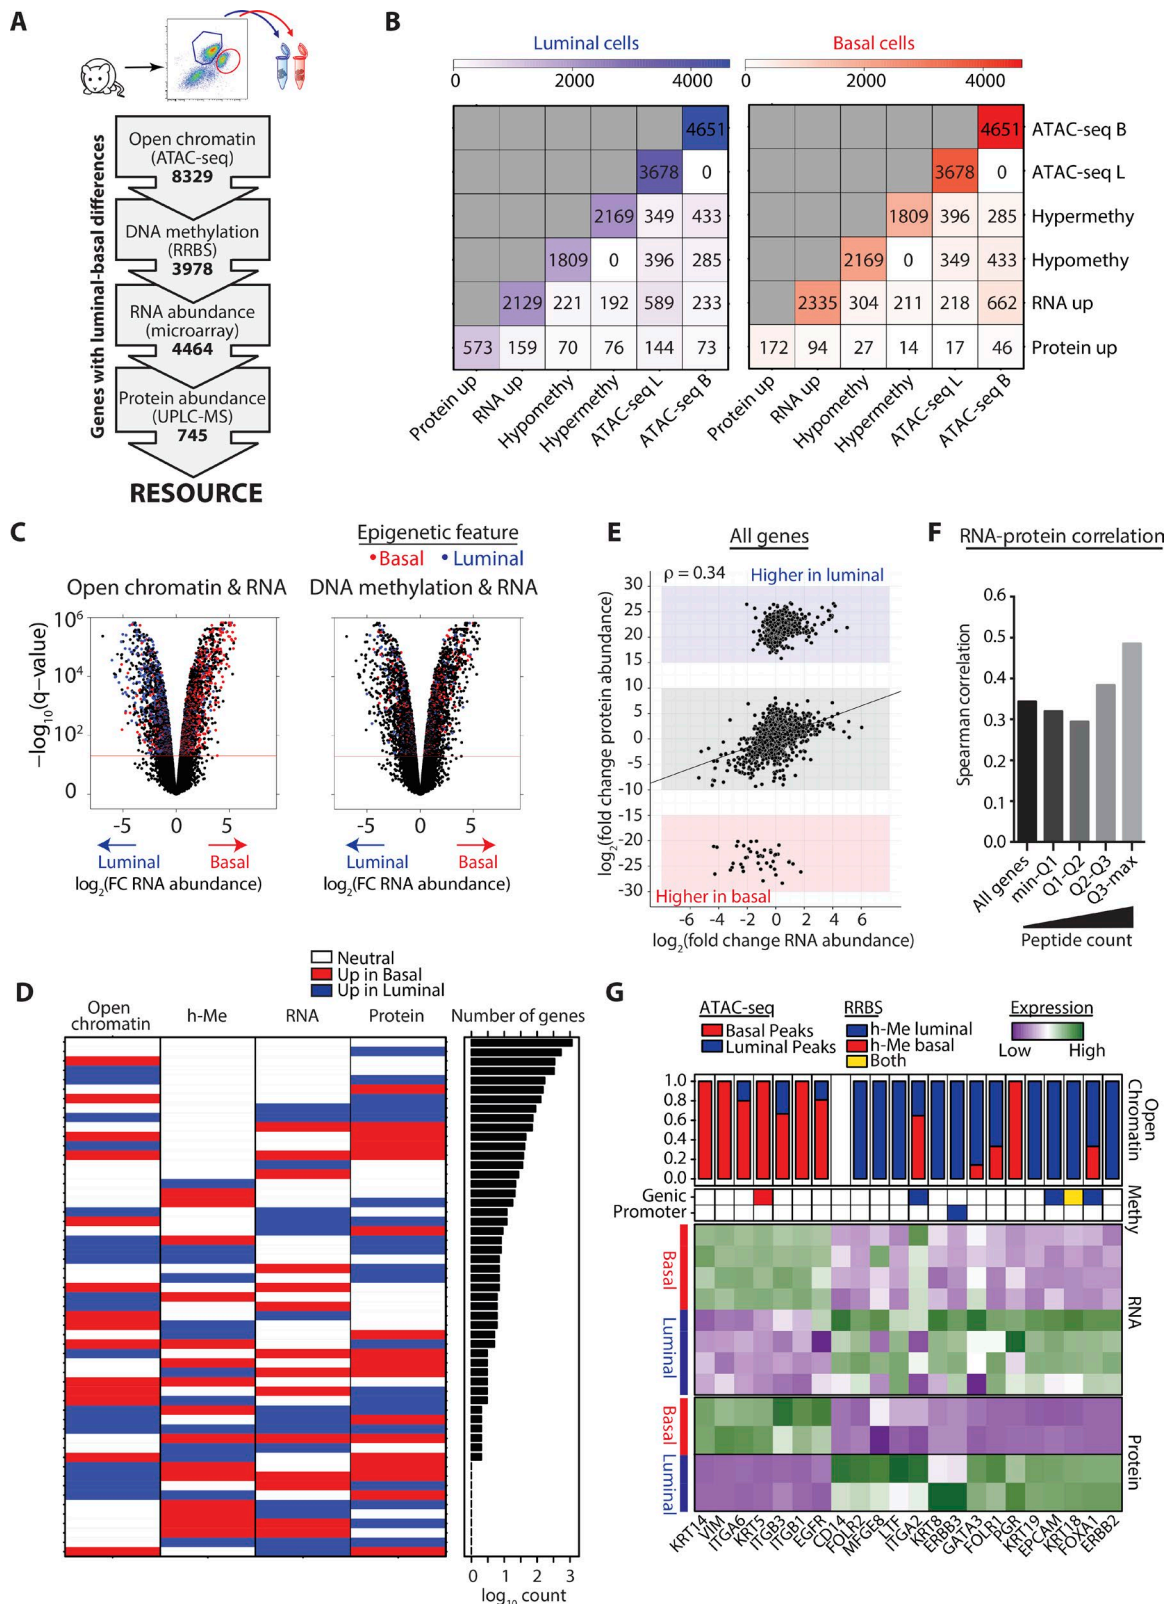 A
Genes with luminal-basal differences
Open chromatin
(ATAC-seq)
8329
DNA methylation
(RRBS)
3978
RNA abundance
(microarray)
4464
Protein abundance
(UPLC-MS)
745
RESOURCE
B
Luminal cells
Basal cells
0 2000 4000
0 2000 4000
4651 4651 ATAC-seq B
3678 0 3678 0 ATAC-seq L
2169 349 433 1809 396 285 Hypermethy
1809 0 396 285 2169 0 349 433 Hypomethy
2129 221 192 589 233 2335 304 211 218 662 RNA up
573 159 70 76 144 73 172 94 27 14 17 46 Protein up
Protein up RNA up Hypomethy Hypermethy ATAC-seq L ATAC-seq B
Protein up RNA up Hypomethy Hypermethy ATAC-seq L ATAC-seq B
C
Epigenetic feature
•Basal •Luminal
Open chromatin & RNA
DNA methylation & RNA
−log10(q−value)
10^6
10^4
10^2
0
-5 0 5
-5 0 5
Luminal Basal
Luminal Basal
log2(FC RNA abundance)
log2(FC RNA abundance)
E
All genes
ρ = 0.34
Higher in luminal
log2(fold change protein abundance)
30
20
15
10
5
0
-5
-10
-15
-20
-25
-30
Higher in basal
-6 -4 -2 0 2 4 6
log2(fold change RNA abundance)
F
RNA-protein correlation
Spearman correlation
0.6
0.5
0.4
0.3
0.2
0.1
0.0
All genes min-Q1 Q1-Q2 Q2-Q3 Q3-max
Peptide count
D
Neutral
Up in Basal
Up in Luminal
Open
chromatin
h-Me
RNA
Protein
Number of genes
0 1 2 3
log10 count
G
ATAC-seq
Basal Peaks
Luminal Peaks
RRBS
h-Me luminal
h-Me basal
Both
Expression
Low High
1.0
0.8
0.6
0.4
0.2
0.0
Open
Chromatin
Genic
Promoter
Methy
Basal
Luminal
RNA
Basal
Luminal
Protein
KRT14 VIM ITGA6 KRT5 ITGB3 ITGB1 EGFR CD14 FOLR2 MFGE8 LTF ITGA2 KRT8 ERBB3 GATA3 FOLR1 PGR KRT19 EPCAM KRT18 FOXA1 ERBB2